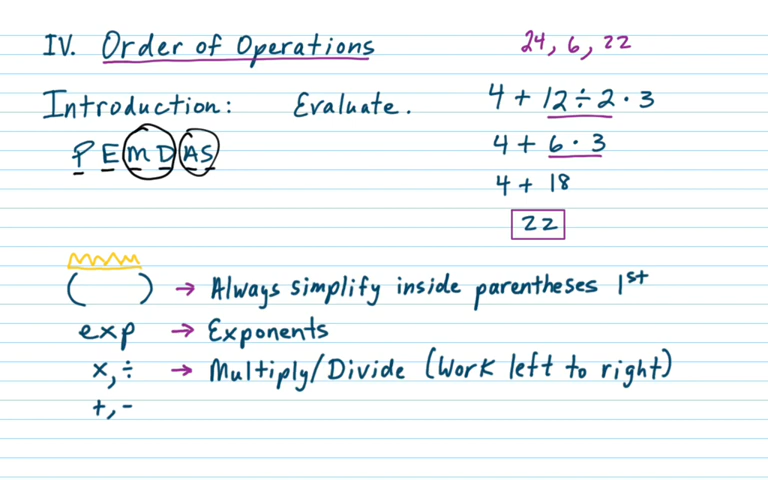 IV. Order of Operations 24, 6, 22
Introduction: Evaluate. 4 + 12 ÷ 2 · 3
PEMDAS 4 + 6 · 3
4 + 18
22
( ) → Always simplify inside parentheses 1st
exp → Exponents
x, ÷ → Multiply/Divide (Work left to right)
+, -